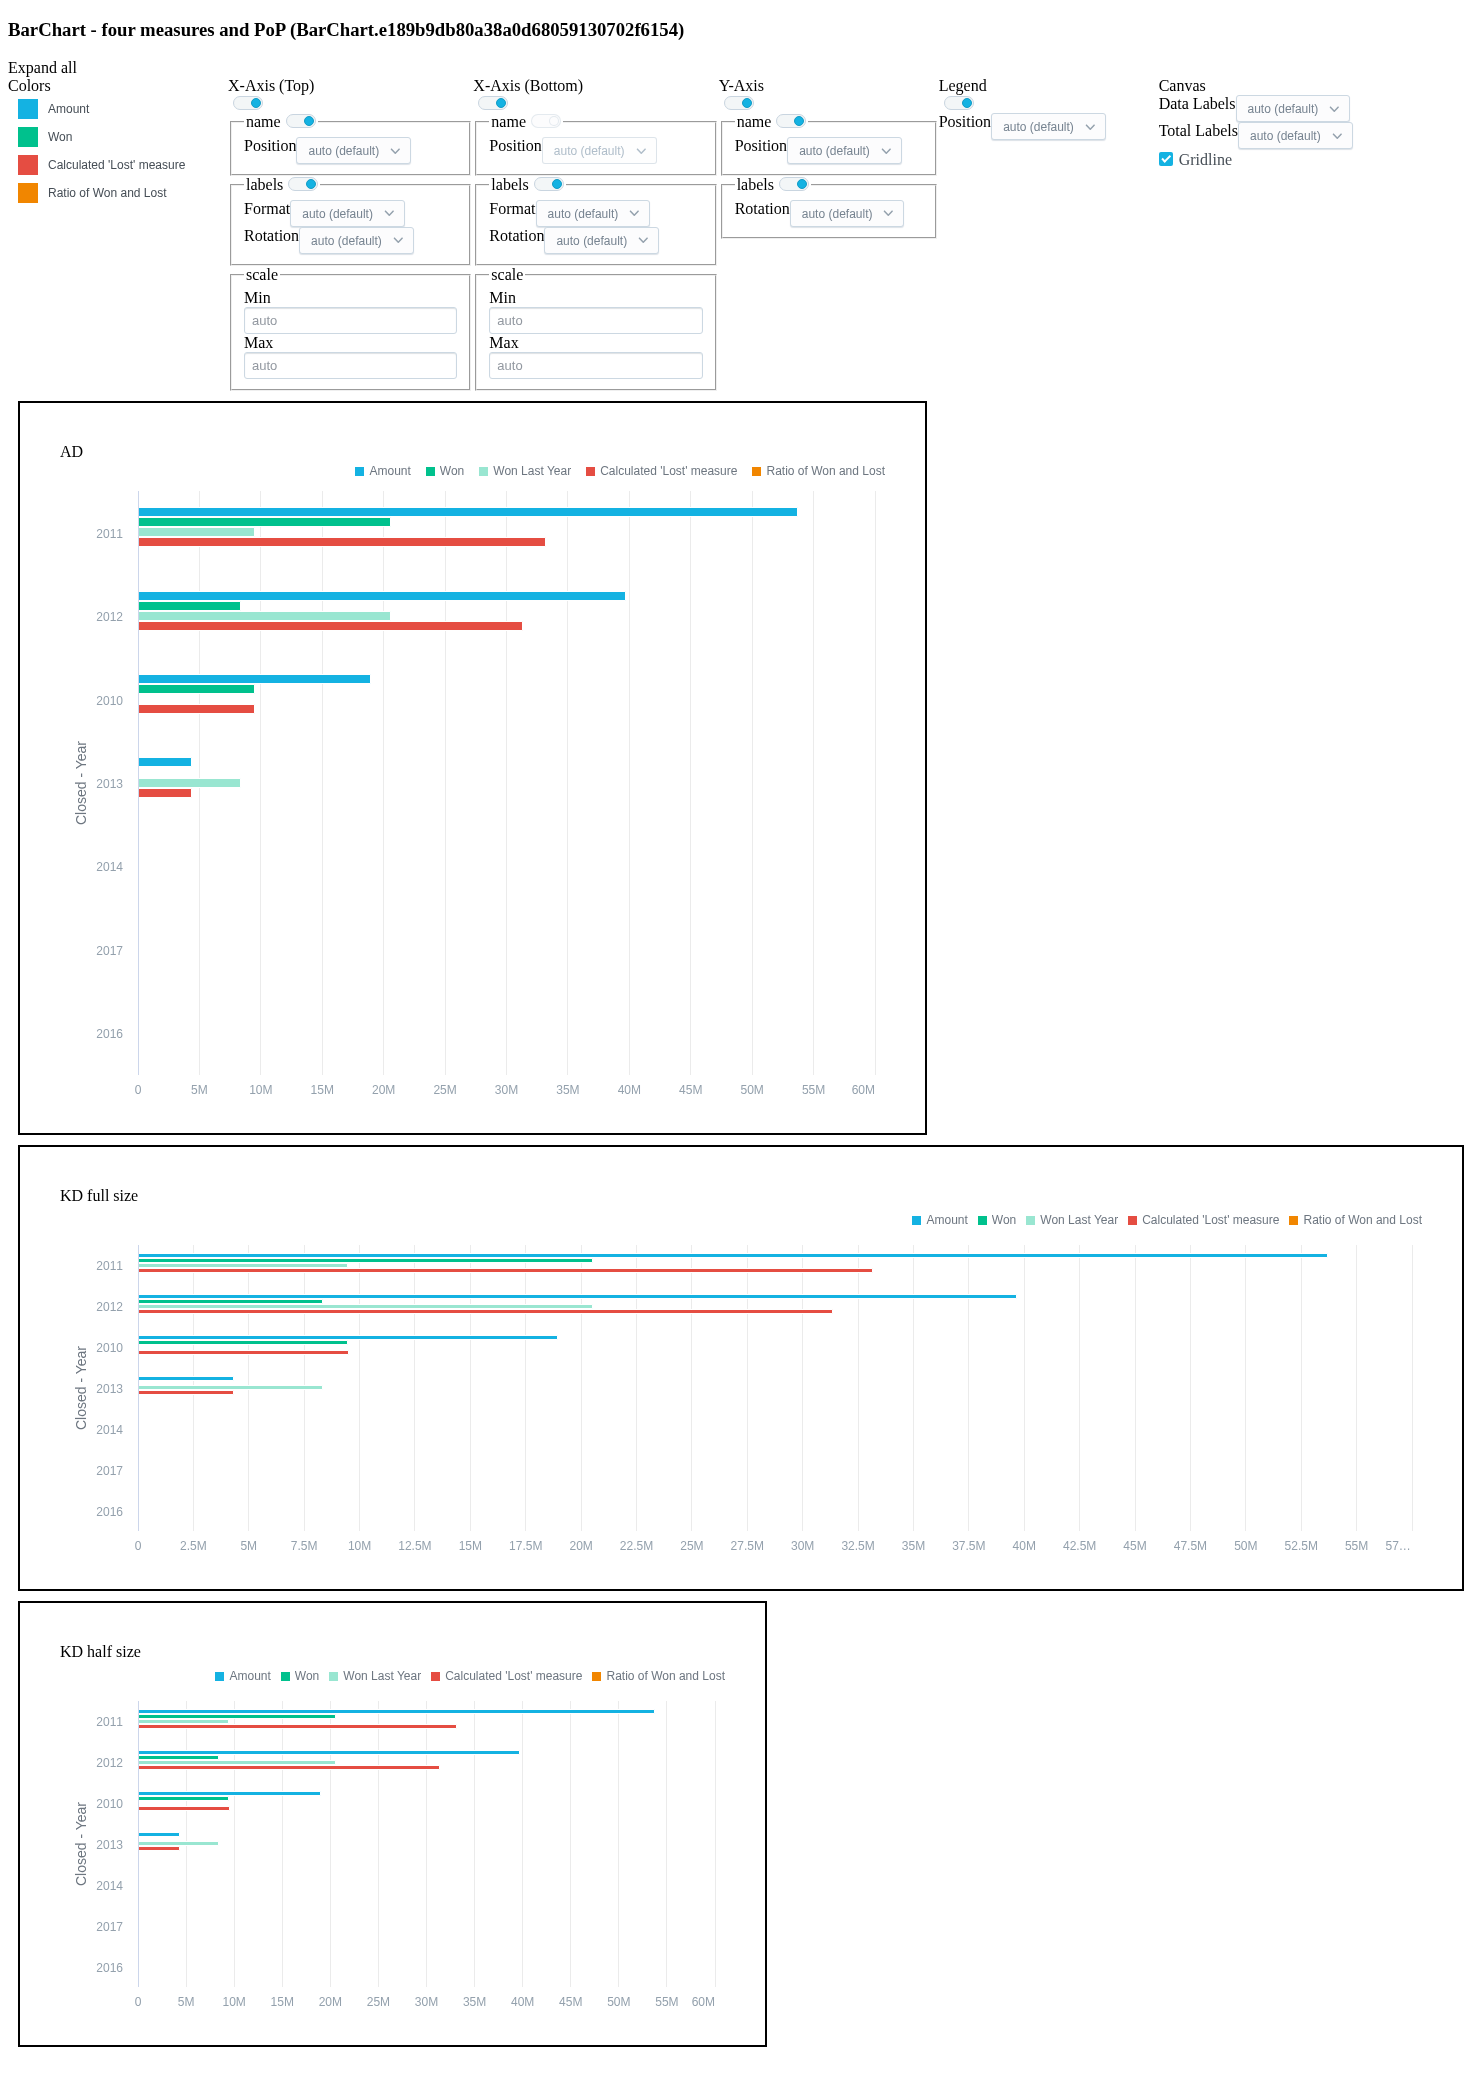 BarChart - four measures and PoP (BarChart.e189b9db80a38a0d68059130702f6154)
Expand all
Colors
Amount
Won
Calculated 'Lost' measure
Ratio of Won and Lost
X-Axis (Top)
name
Position auto (default)
labels
Format auto (default)
Rotation auto (default)
scale
Min
auto
Max
auto
X-Axis (Bottom)
name
Position auto (default)
labels
Format auto (default)
Rotation auto (default)
scale
Min
auto
Max
auto
Y-Axis
name
Position auto (default)
labels
Rotation auto (default)
Legend
Position auto (default)
Canvas
Data Labels auto (default)
Total Labels auto (default)
Gridline
AD
Amount Won Won Last Year Calculated 'Lost' measure Ratio of Won and Lost
Closed - Year
2011
2012
2010
2013
2014
2017
2016
0 5M 10M 15M 20M 25M 30M 35M 40M 45M 50M 55M 60M
KD full size
Amount Won Won Last Year Calculated 'Lost' measure Ratio of Won and Lost
Closed - Year
2011
2012
2010
2013
2014
2017
2016
0 2.5M 5M 7.5M 10M 12.5M 15M 17.5M 20M 22.5M 25M 27.5M 30M 32.5M 35M 37.5M 40M 42.5M 45M 47.5M 50M 52.5M 55M 57...
KD half size
Amount Won Won Last Year Calculated 'Lost' measure Ratio of Won and Lost
Closed - Year
2011
2012
2010
2013
2014
2017
2016
0 5M 10M 15M 20M 25M 30M 35M 40M 45M 50M 55M 60M